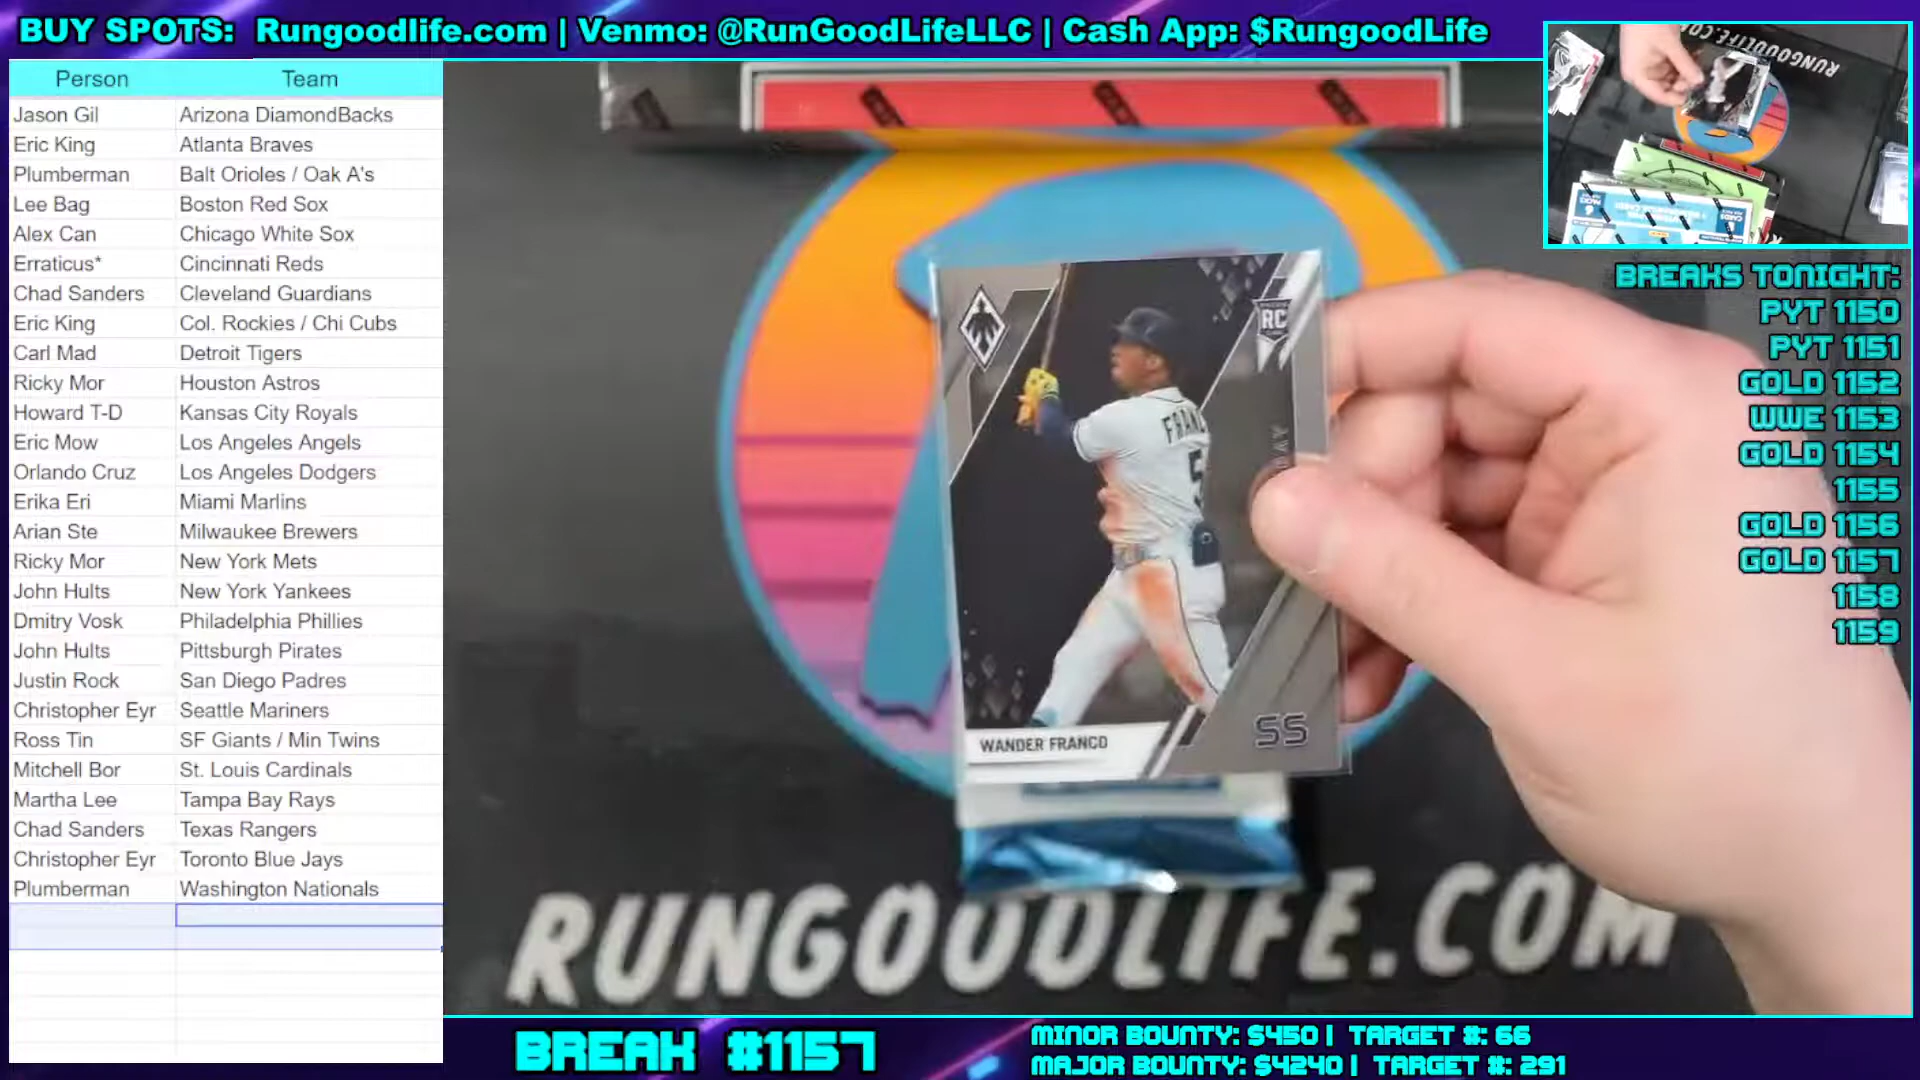 BUY SPOTS: Rungoodlife.com | Venmo: @RunGoodLifeLLC | Cash App: $RungoodLife
Person Team
Jason Gil Arizona DiamondBacks
Eric King Atlanta Braves
Plumberman Balt Orioles / Oak A's
Lee Bag Boston Red Sox
Alex Can Chicago White Sox
Erraticus* Cincinnati Reds
Chad Sanders Cleveland Guardians
Eric King Col. Rockies / Chi Cubs
Carl Mad Detroit Tigers
Ricky Mor Houston Astros
Howard T-D Kansas City Royals
Eric Mow Los Angeles Angels
Orlando Cruz Los Angeles Dodgers
Erika Eri Miami Marlins
Arian Ste Milwaukee Brewers
Ricky Mor New York Mets
John Hults New York Yankees
Dmitry Vosk Philadelphia Phillies
John Hults Pittsburgh Pirates
Justin Rock San Diego Padres
Christopher Eyr Seattle Mariners
Ross Tin SF Giants / Min Twins
Mitchell Bor St. Louis Cardinals
Martha Lee Tampa Bay Rays
Chad Sanders Texas Rangers
Christopher Eyr Toronto Blue Jays
Plumberman Washington Nationals
RC
FRANC
5
WANDER FRANCO
SS
RUNGOODLIFE.COM
RUNGOODLIFE.CO
BREAKS TONIGHT:
PYT 1150
PYT 1151
GOLD 1152
WWE 1153
GOLD 1154
1155
GOLD 1156
GOLD 1157
1158
1159
BREAK #1157
MINOR BOUNTY: $450 | TARGET #: 66
MAJOR BOUNTY: $4240 | TARGET #: 291